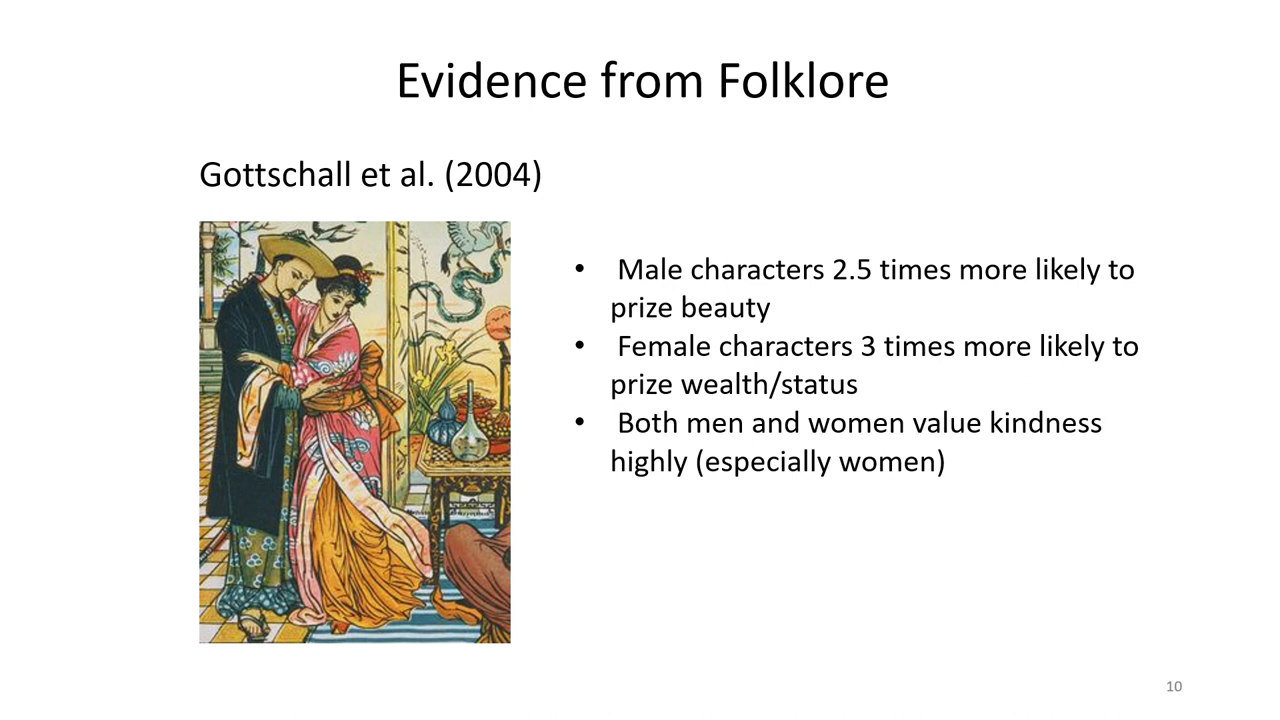 Evidence from Folklore
Gottschall et al. (2004)
• Male characters 2.5 times more likely to
prize beauty
• Female characters 3 times more likely to
prize wealth/status
• Both men and women value kindness
highly (especially women)
10